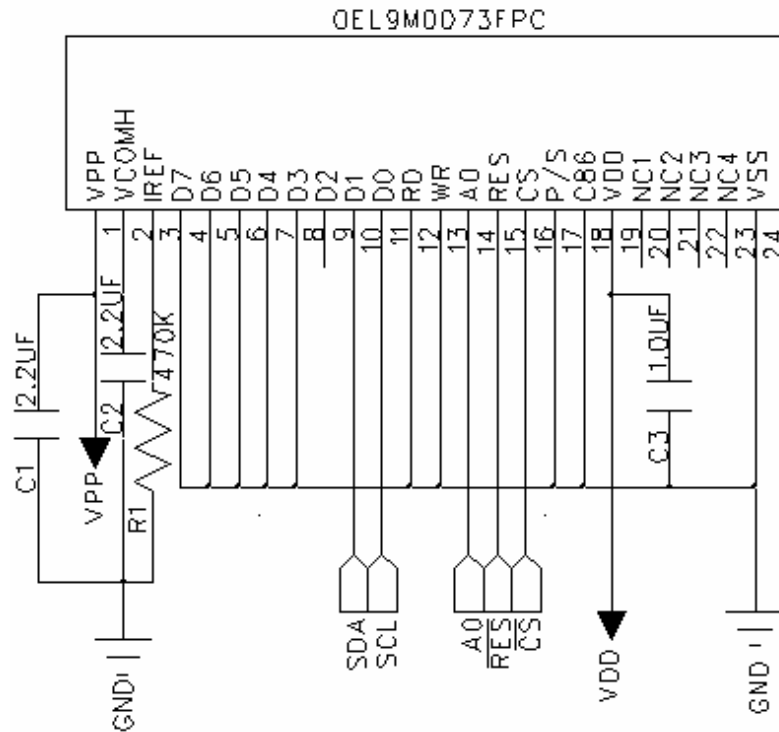 OEL9M0073FPC
VPP
VCOMH
IREF
D7
D6
D5
D4
D3
D2
D1
D0
RD
WR
A0
RES
CS
P/S
C86
VDD
NC1
NC2
NC3
NC4
VSS
1
2
3
4
5
6
7
8
9
10
11
12
13
14
15
16
17
18
19
20
21
22
23
24
2.2UF
C1
VPP
2.2UF
C2
470K
R1
1.0UF
C3
SDA
SCL
A0
RES
CS
VDD
GND
GND